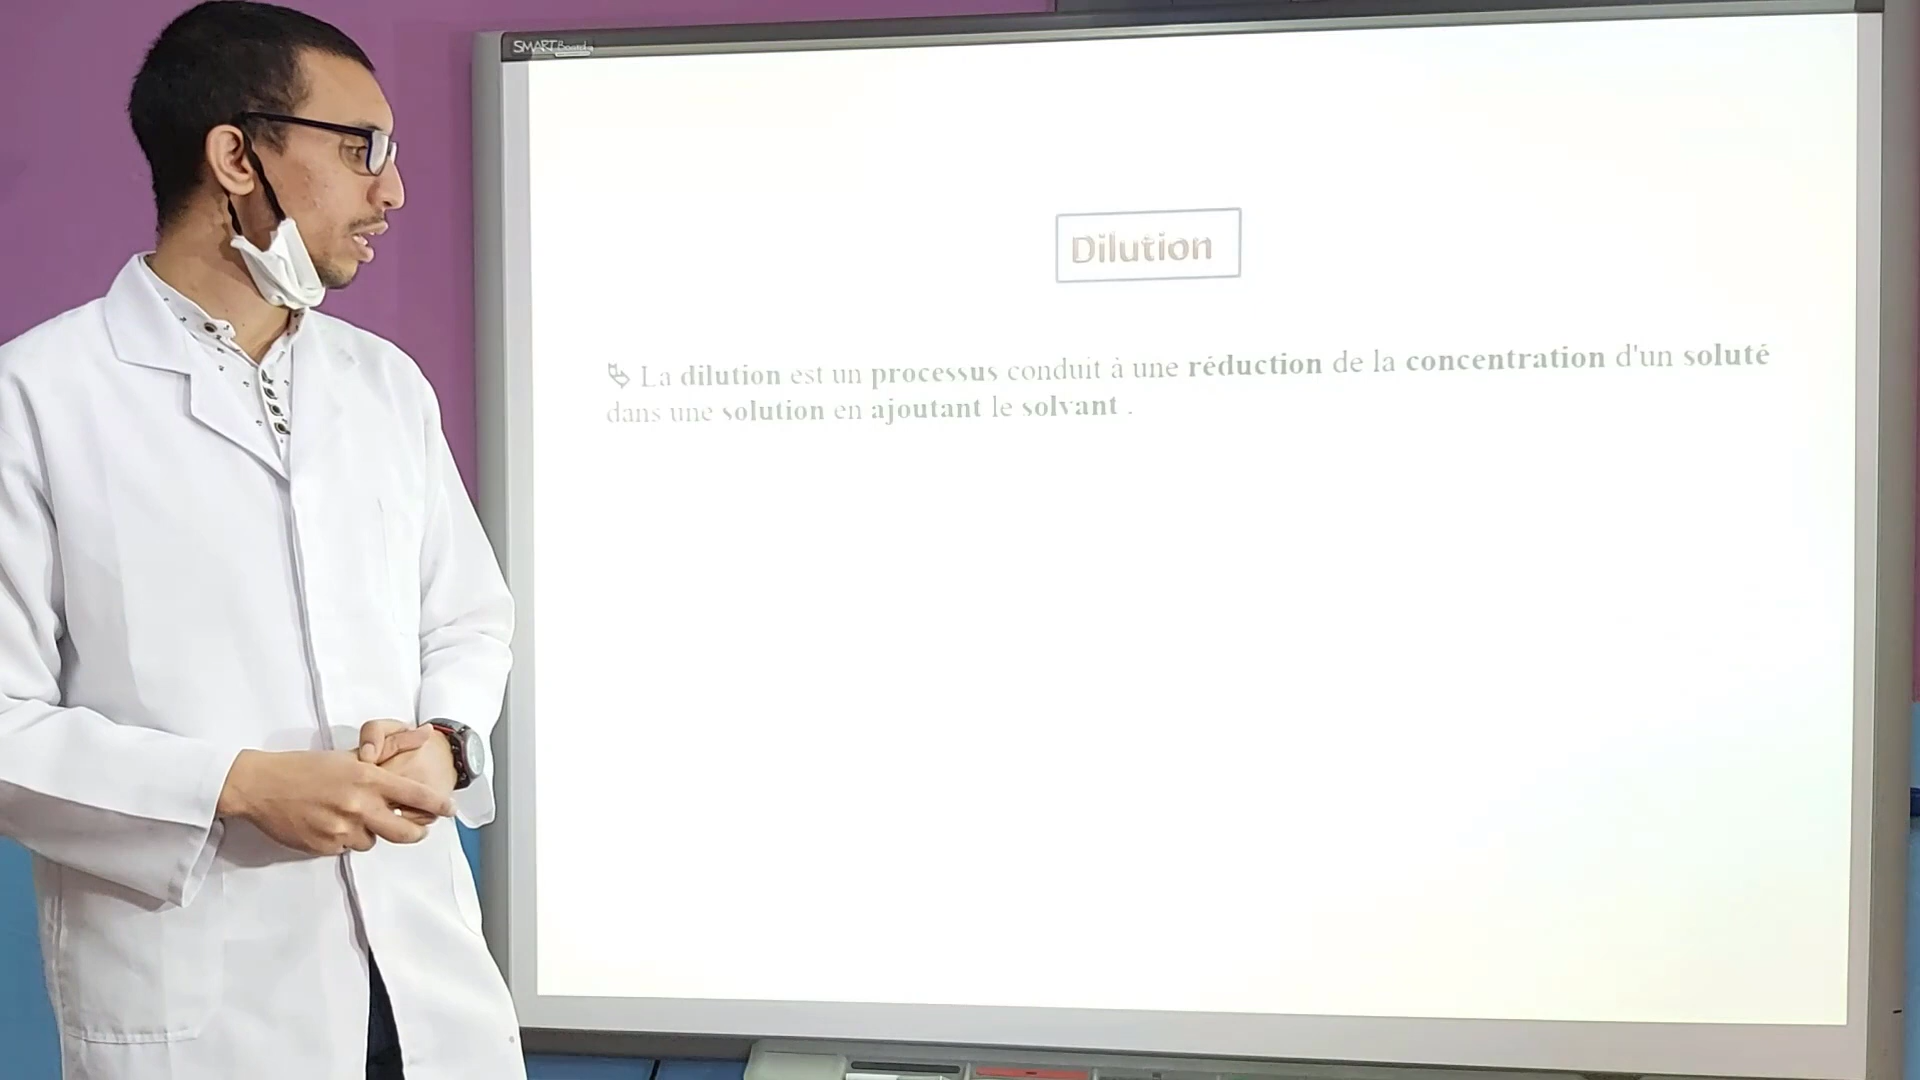 SMART Board
Dilution
La dilution est un processus conduit à une réduction de la concentration d'un soluté
dans une solution en ajoutant le solvant .